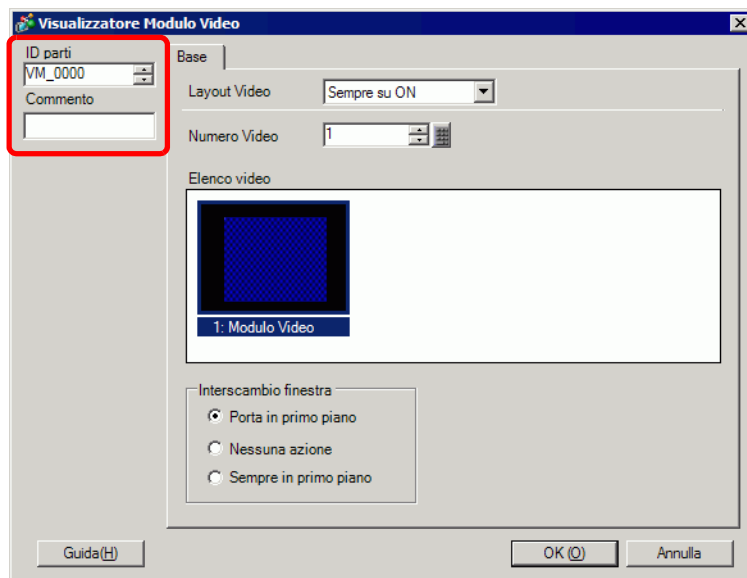 Visualizzatore Modulo Video
ID parti
VM_0000
Commento
Base
Layout Video
Sempre su ON
Numero Video
1
Elenco video
1: Modulo Video
Interscambio finestra
Porta in primo piano
Nessuna azione
Sempre in primo piano
Guida(H)
OK (O)
Annulla